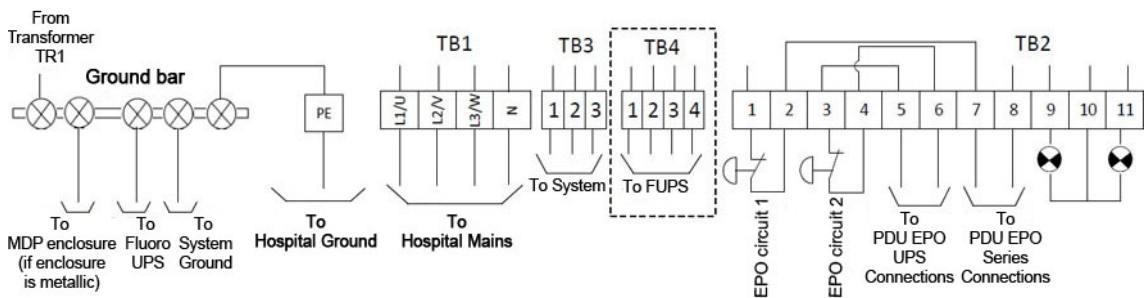 From
Transformer
TR1
Ground bar
To
MDP enclosure
(if enclosure
is metallic)
To
Fluoro
UPS
To
System
Ground
PE
To
Hospital Ground
TB1
L1/U
L2/V
L3/W
N
To
Hospital Mains
TB3
1 2 3
To System
TB4
1 2 3 4
To FUPS
TB2
1 2 3 4 5 6 7 8 9 10 11
EPO circuit 1
EPO circuit 2
To
PDU EPO
UPS
Connections
To
PDU EPO
Series
Connections